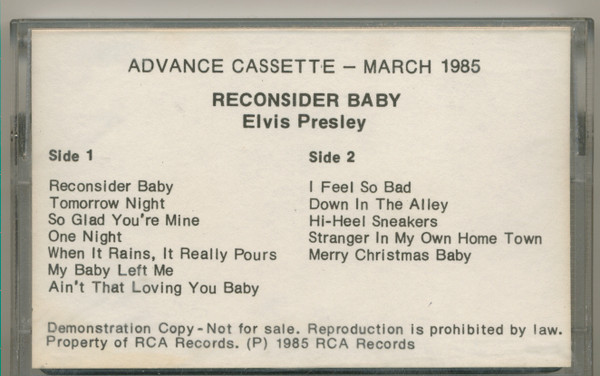 ADVANCE CASSETTE - MARCH 1985
RECONSIDER BABY
Elvis Presley
Side 1
Reconsider Baby
Tomorrow Night
So Glad You're Mine
One Night
When It Rains, It Really Pours
My Baby Left Me
Ain't That Loving You Baby
Side 2
I Feel So Bad
Down In The Alley
Hi-Heel Sneakers
Stranger In My Own Home Town
Merry Christmas Baby
Demonstration Copy - Not for sale. Reproduction is prohibited by law.
Property of RCA Records. (P) 1985 RCA Records